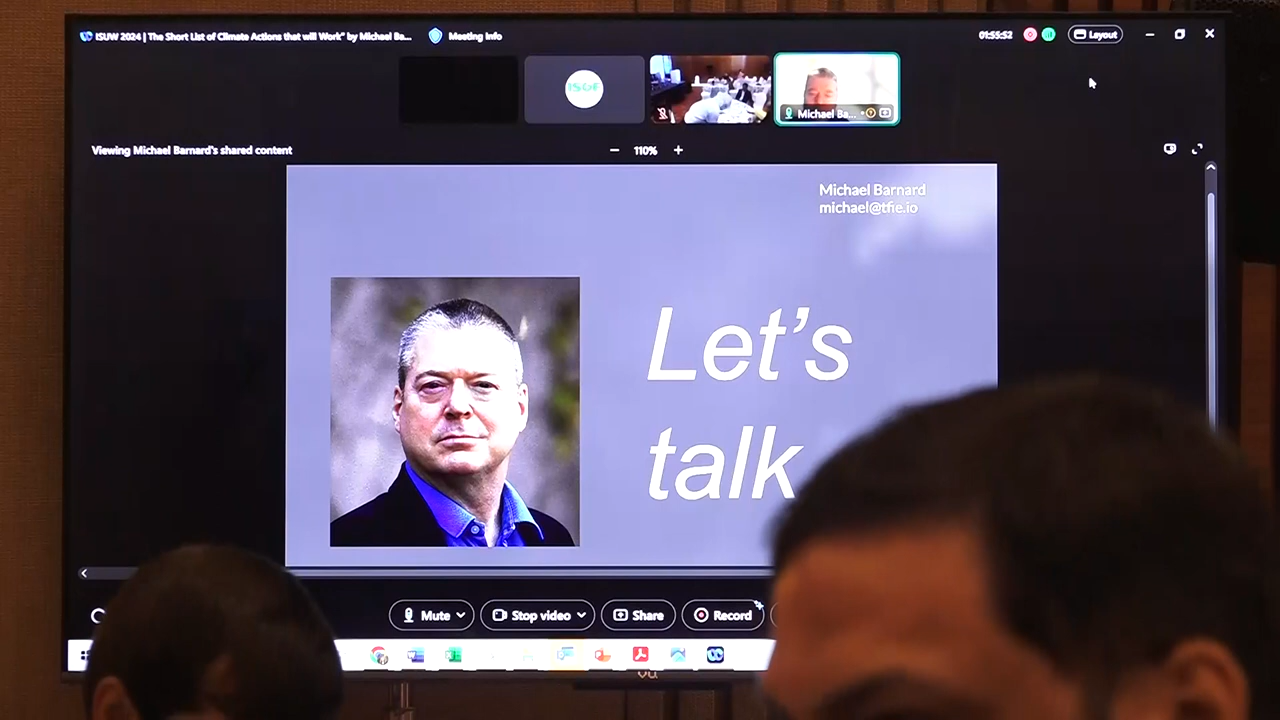 ISUW 2024 | The Short List of Climate Actions that will Work" by Michael Ba...
Meeting Info
01:55:52
Layout
ISGF
Michael Ba...
Viewing Michael Barnard's shared content
110%
Michael Barnard
michael@tfie.io
Let's
talk
Mute
Stop video
Share
Record